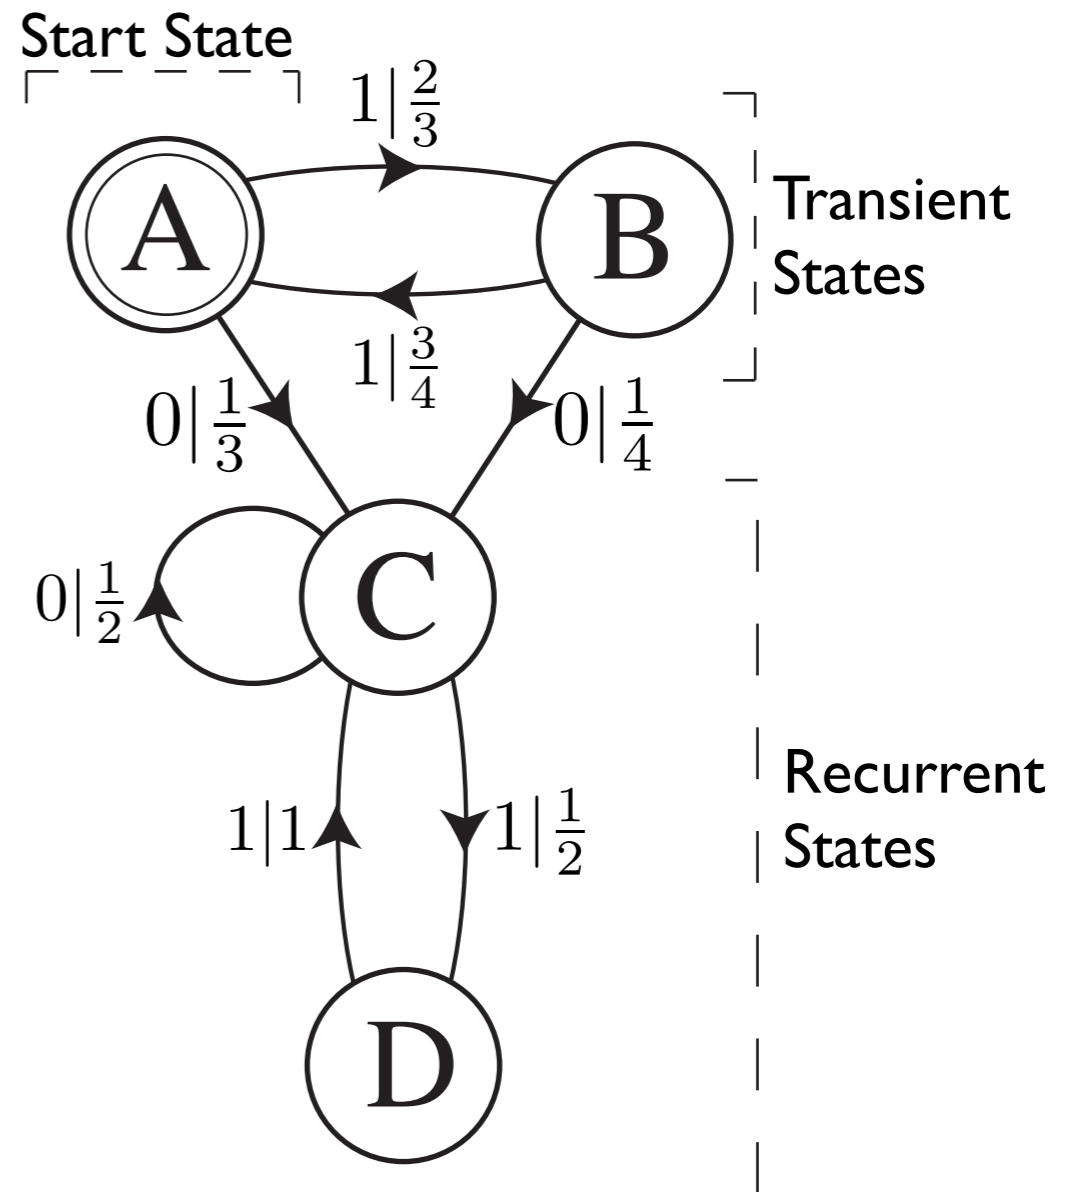 Start State
1|2/3
A
B
Transient
States
1|3/4
0|1/3
0|1/4
C
0|1/2
1|1
1|1/2
Recurrent
States
D